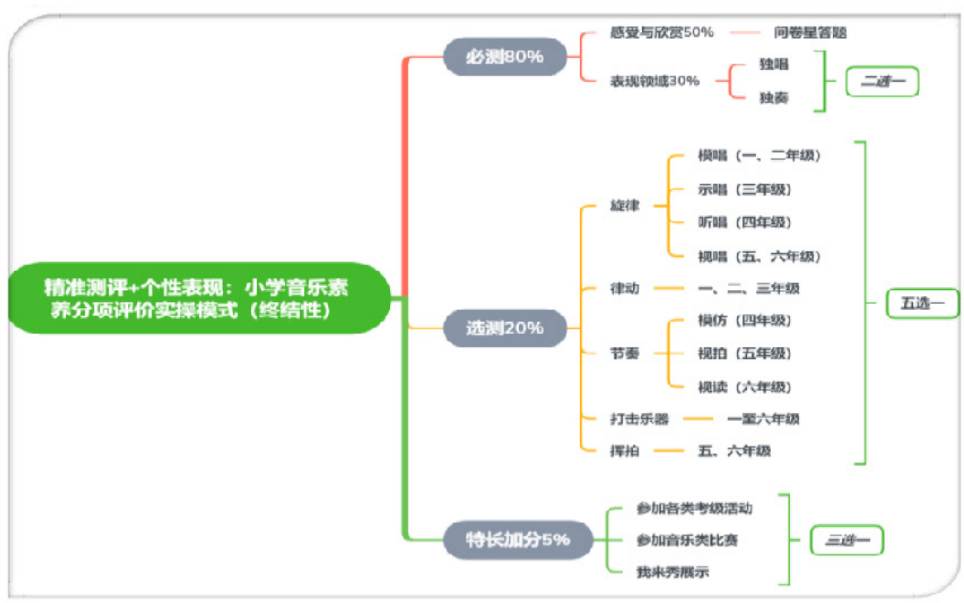 精准测评+个性表现：小学音乐素
养分项评价实操模式（终结性）
必测80%
感受与欣赏50%
问卷星答题
表现领域30%
独唱
独奏
二选一
选测20%
旋律
模唱（一、二年级）
示唱（三年级）
听唱（四年级）
视唱（五、六年级）
律动
一、二、三年级
节奏
模仿（四年级）
视拍（五年级）
视读（六年级）
打击乐器
一至六年级
挥拍
五、六年级
五选一
特长加分5%
参加各类考级活动
参加音乐类比赛
我来秀展示
三选一